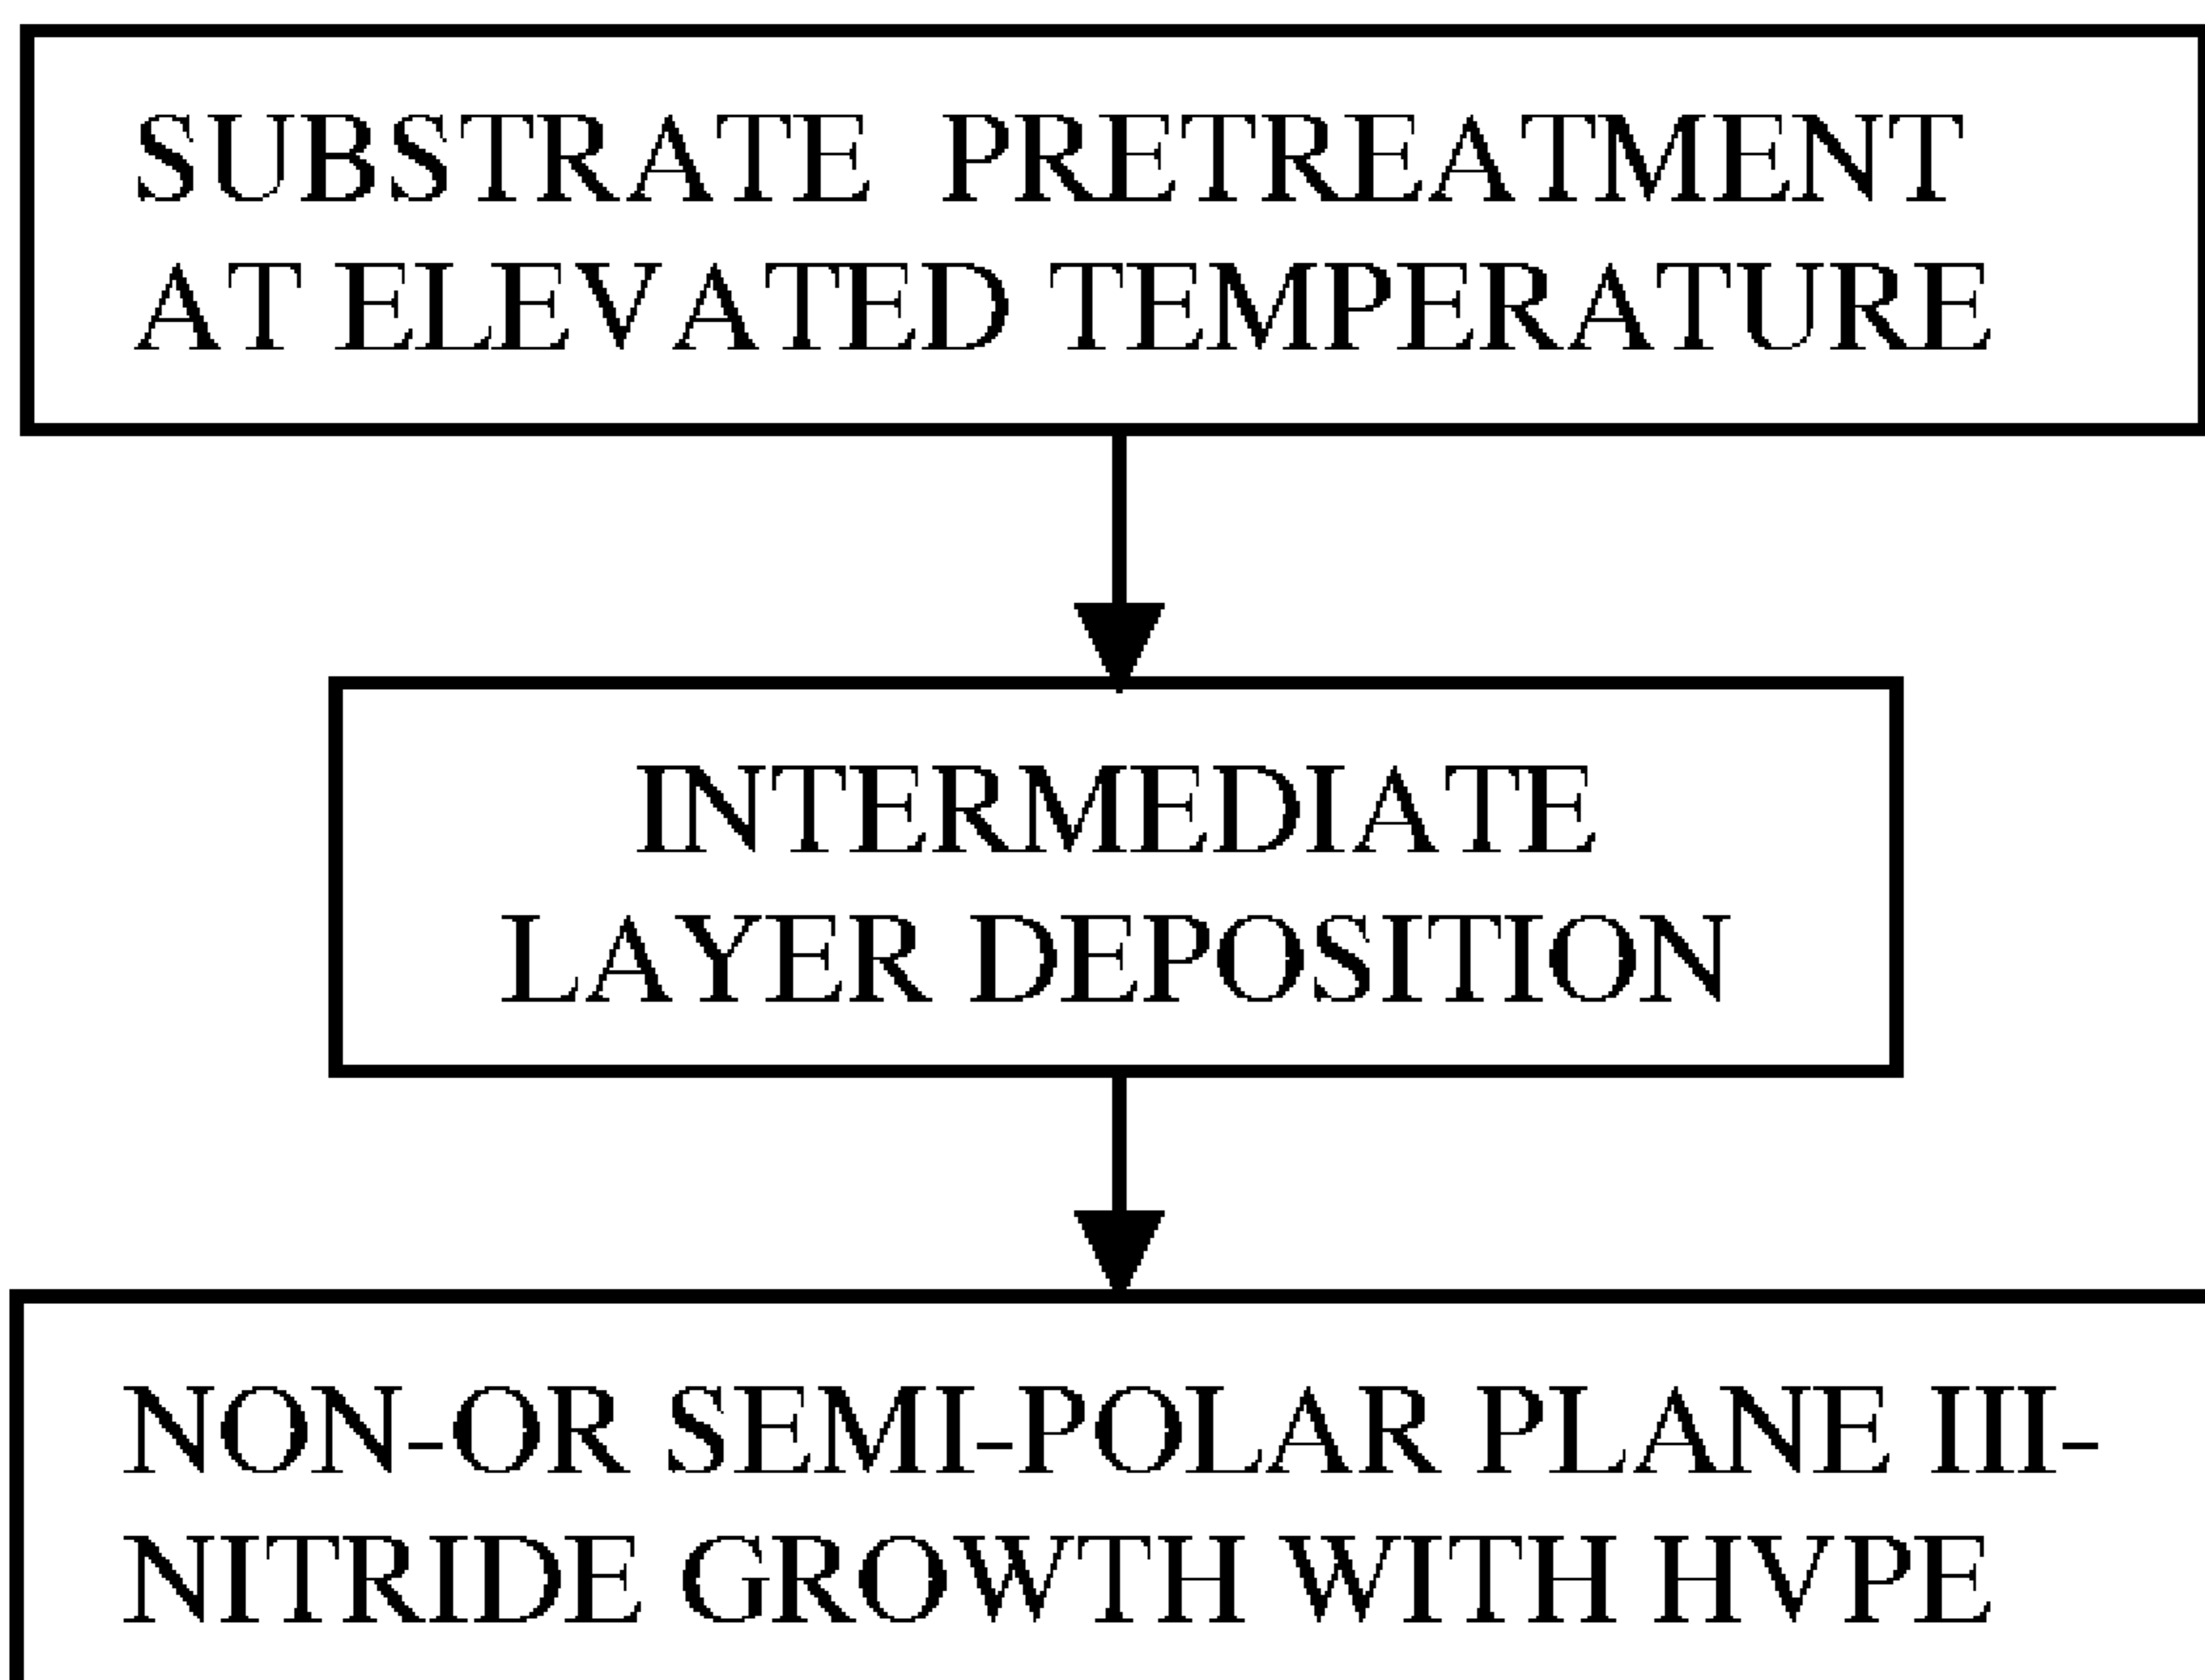 SUBSTRATE PRETREATMENT
AT ELEVATED TEMPERATURE
INTERMEDIATE
LAYER DEPOSITION
NON-OR SEMI-POLAR PLANE III-
NITRIDE GROWTH WITH HVPE